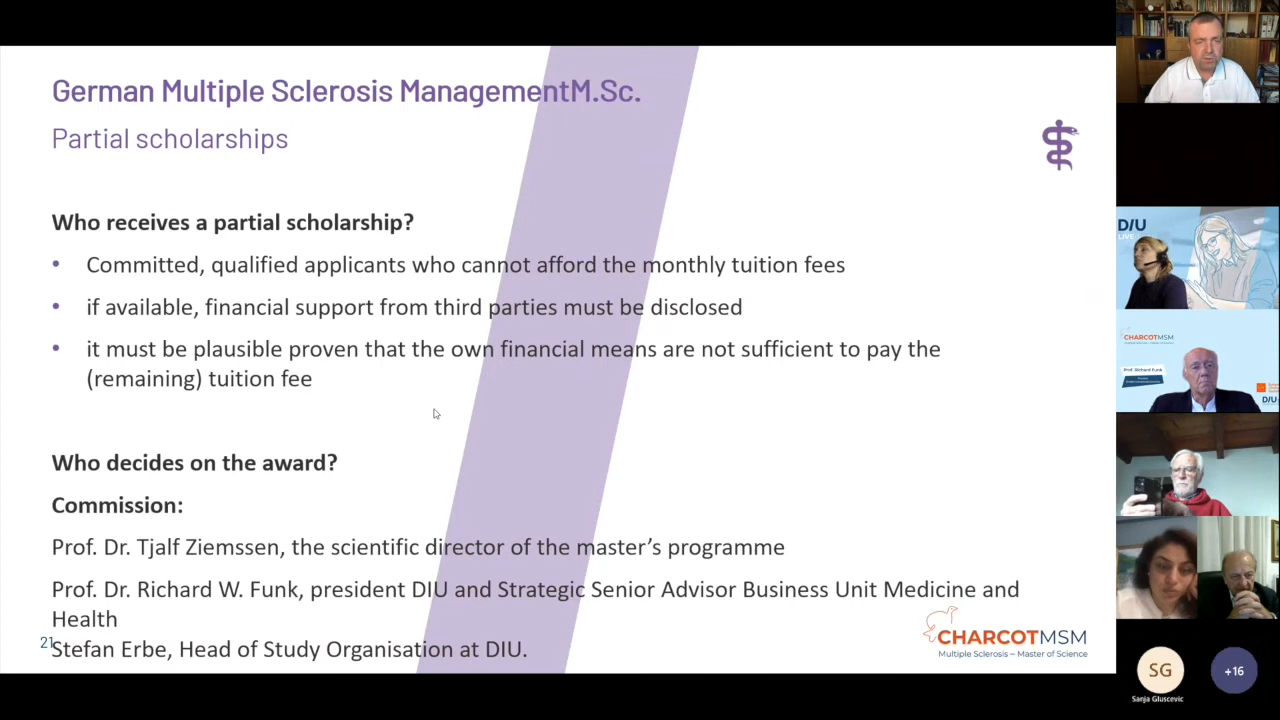 German Multiple Sclerosis ManagementM.Sc.
Partial scholarships
Who receives a partial scholarship?
• Committed, qualified applicants who cannot afford the monthly tuition fees
• if available, financial support from third parties must be disclosed
• it must be plausible proven that the own financial means are not sufficient to pay the
(remaining) tuition fee
Who decides on the award?
Commission:
Prof. Dr. Tjalf Ziemssen, the scientific director of the master's programme
Prof. Dr. Richard W. Funk, president DIU and Strategic Senior Advisor Business Unit Medicine and
Health
21
Stefan Erbe, Head of Study Organisation at DIU.
CHARCOTMSM
Multiple Sclerosis – Master of Science
DIU
LIVE
CHARCOTMSM
Prof. Richard Funk
DIU
SG
Sanja Gluscevic
+16